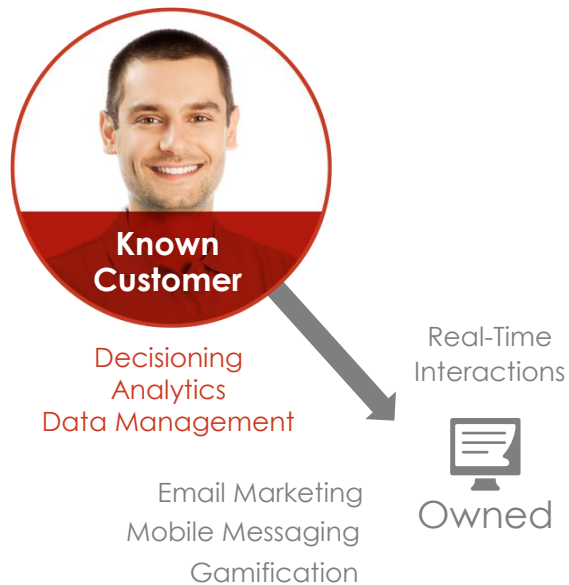 Known
Customer
Decisioning
Analytics
Data Management
Real-Time
Interactions
Owned
Email Marketing
Mobile Messaging
Gamification